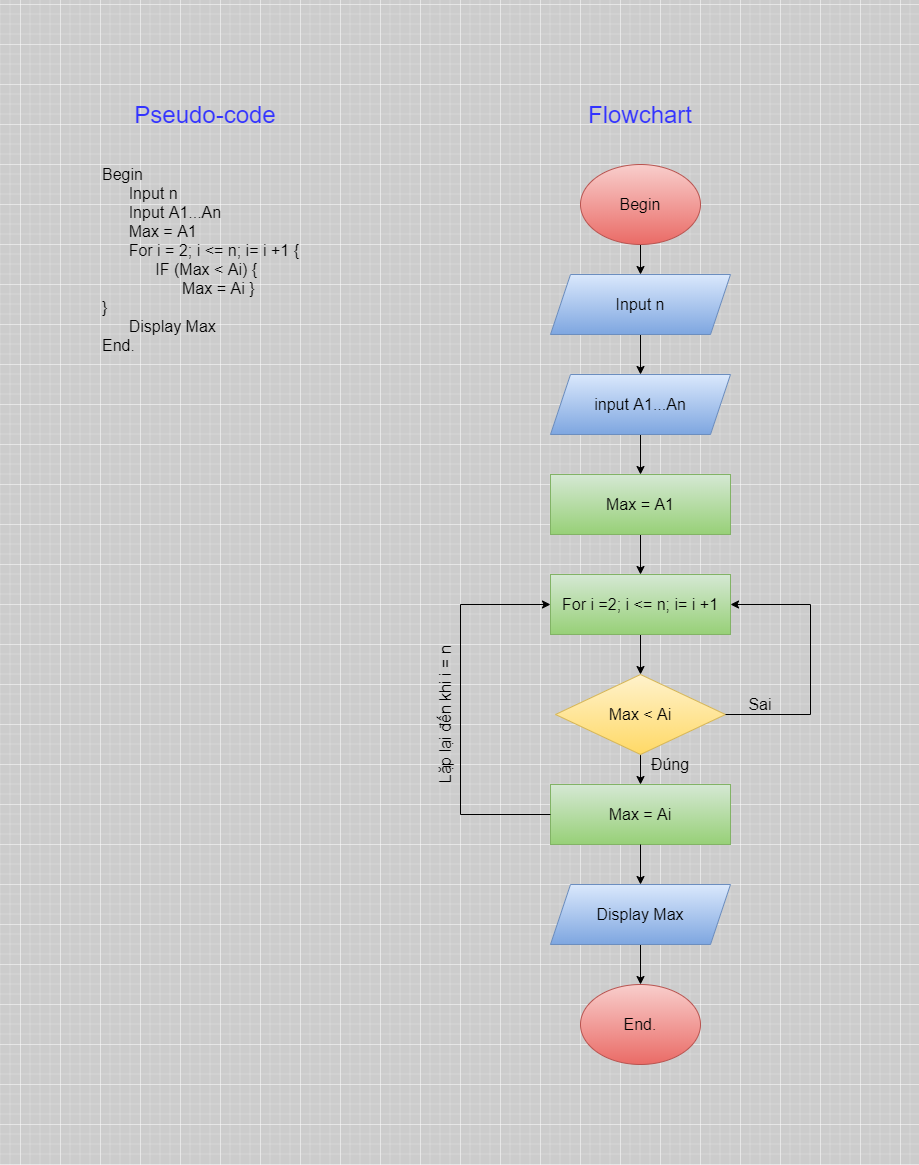 Pseudo-code
Begin
Input n
Input A1...An
Max = A1
For i = 2; i <= n; i= i +1 {
IF (Max < Ai) {
Max = Ai }
}
Display Max
End.
Flowchart
Begin
Input n
input A1...An
Max = A1
For i =2; i <= n; i= i +1
Lặp lại đến khi i = n
Max < Ai
Sai
Đúng
Max = Ai
Display Max
End.